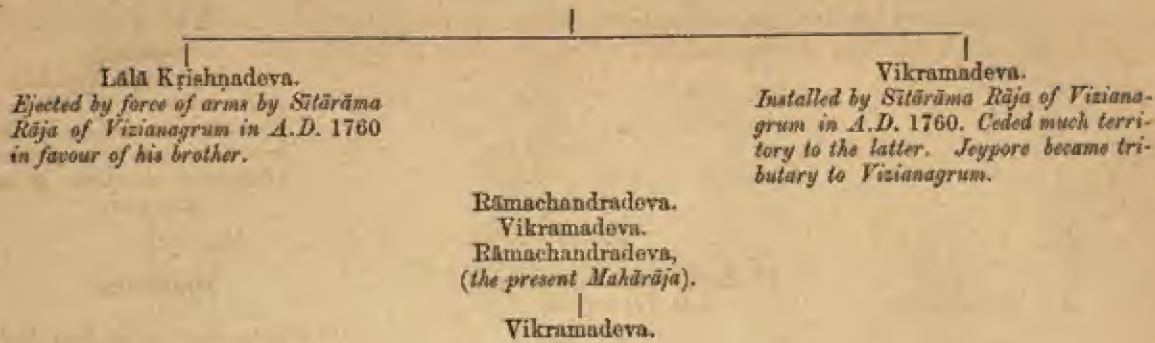 Lālā Kṛishṇadeva.
Ejected by force of arms by Sītārāma
Rāja of Vizianagrum in A.D. 1760
in favour of his brother.
Vikramadeva.
Installed by Sītārāma Rāja of Viziana-
grum in A.D. 1760. Ceded much terri-
tory to the latter. Jeypore became tri-
butary to Vizianagrum.
Rāmachandradeva.
Vikramadeva.
Rāmachandradeva,
(the present Mahārāja).
Vikramadeva.